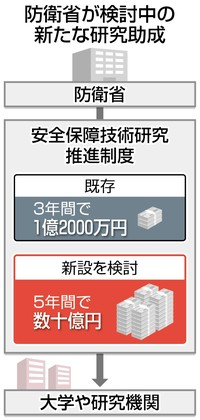 防衛省が検討中の
新たな研究助成
防衛省
安全保障技術研究
推進制度
既存
3年間で
1億2000万円
新設を検討
5年間で
数十億円
大学や研究機関